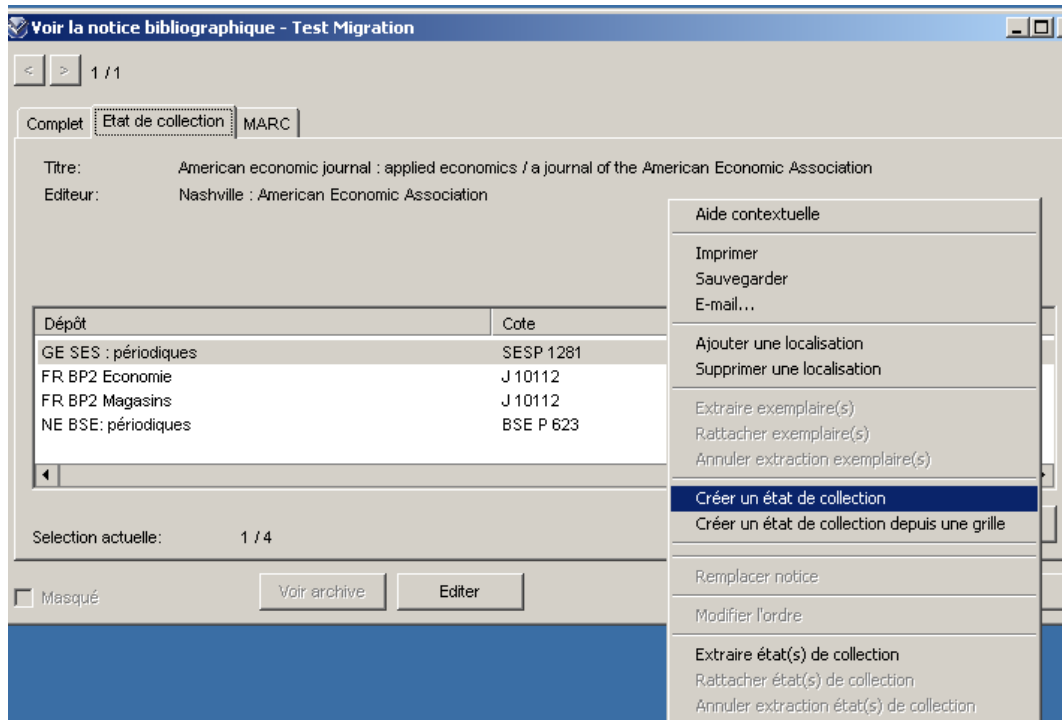 Voir la notice bibliographique - Test Migration
< > 1 / 1
Complet Etat de collection MARC
Titre: American economic journal : applied economics / a journal of the American Economic Association
Editeur: Nashville : American Economic Association
Dépôt Cote
GE SES : périodiques SESP 1281
FR BP2 Economie J 10112
FR BP2 Magasins J 10112
NE BSE: périodiques BSE P 623
Selection actuelle: 1 / 4
Masqué Voir archive Editer
Aide contextuelle
Imprimer
Sauvegarder
E-mail...
Ajouter une localisation
Supprimer une localisation
Extraire exemplaire(s)
Rattacher exemplaire(s)
Annuler extraction exemplaire(s)
Créer un état de collection
Créer un état de collection depuis une grille
Remplacer notice
Modifier l'ordre
Extraire état(s) de collection
Rattacher état(s) de collection
Annuler extraction état(s) de collection